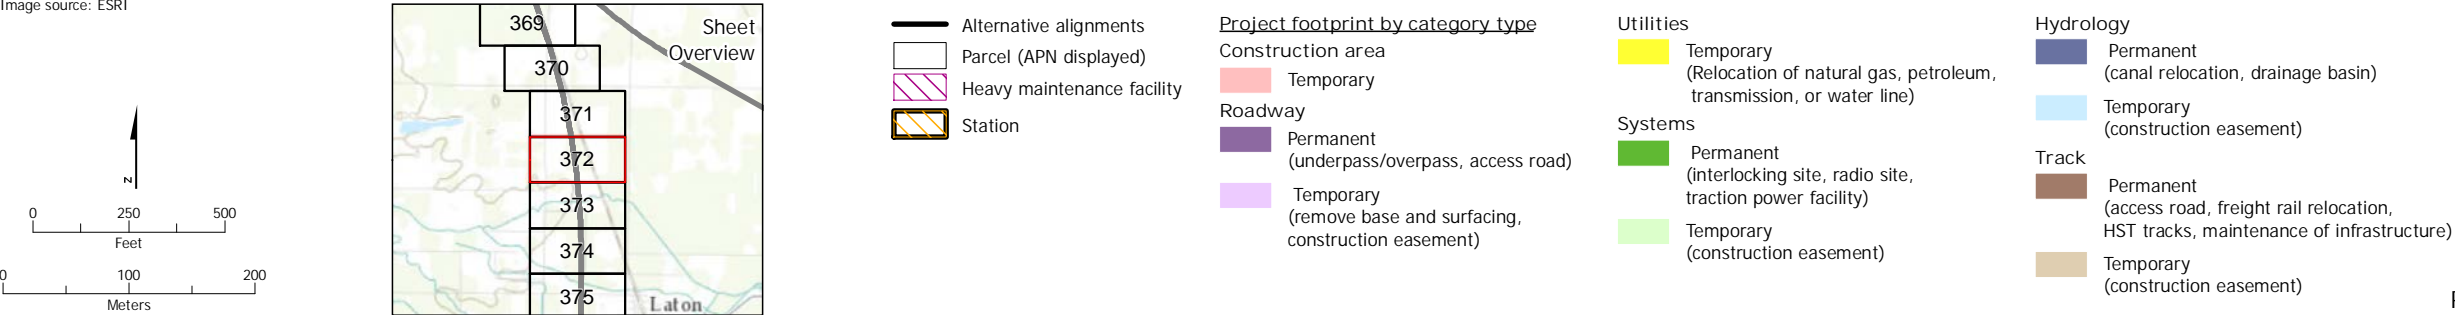 Image source: ESRI
N
0 250 500
Feet
0 100 200
Meters
Sheet
Overview
369
370
371
372
373
374
375
Laton
Alternative alignments
Parcel (APN displayed)
Heavy maintenance facility
Station
Project footprint by category type
Construction area
Temporary
Roadway
Permanent
(underpass/overpass, access road)
Temporary
(remove base and surfacing,
construction easement)
Utilities
Temporary
(Relocation of natural gas, petroleum,
transmission, or water line)
Systems
Permanent
(interlocking site, radio site,
traction power facility)
Temporary
(construction easement)
Hydrology
Permanent
(canal relocation, drainage basin)
Temporary
(construction easement)
Track
Permanent
(access road, freight rail relocation,
HST tracks, maintenance of infrastructure)
Temporary
(construction easement)